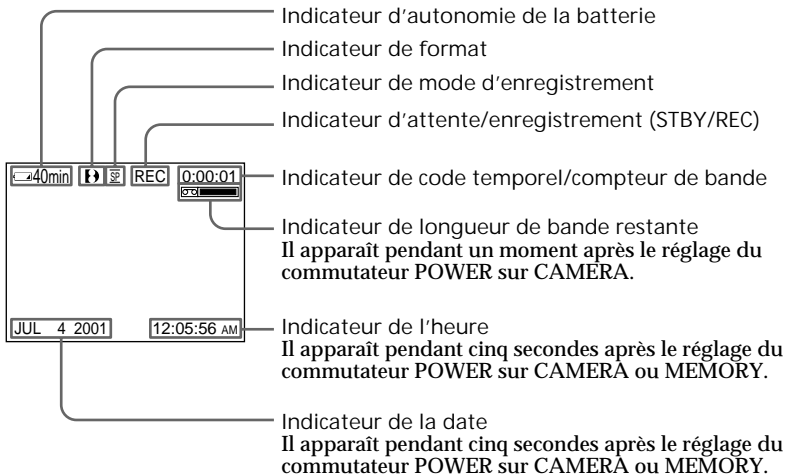 Indicateur d'autonomie de la batterie
Indicateur de format
Indicateur de mode d'enregistrement
Indicateur d'attente/enregistrement (STBY/REC)
40min SP REC 0:00:01
Indicateur de code temporel/compteur de bande
Indicateur de longueur de bande restante
Il apparaît pendant un moment après le réglage du
commutateur POWER sur CAMERA.
JUL 4 2001 12:05:56 AM
Indicateur de l'heure
Il apparaît pendant cinq secondes après le réglage du
commutateur POWER sur CAMERA ou MEMORY.
Indicateur de la date
Il apparaît pendant cinq secondes après le réglage du
commutateur POWER sur CAMERA ou MEMORY.